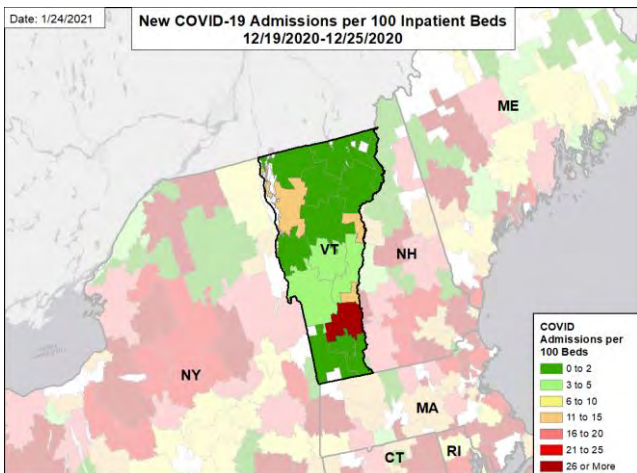 Date: 1/24/2021
New COVID-19 Admissions per 100 Inpatient Beds
12/19/2020-12/25/2020
ME
VT
NH
NY
MA
CT
RI
COVID
Admissions per
100 Beds
0 to 2
3 to 5
6 to 10
11 to 15
16 to 20
21 to 25
26 or More